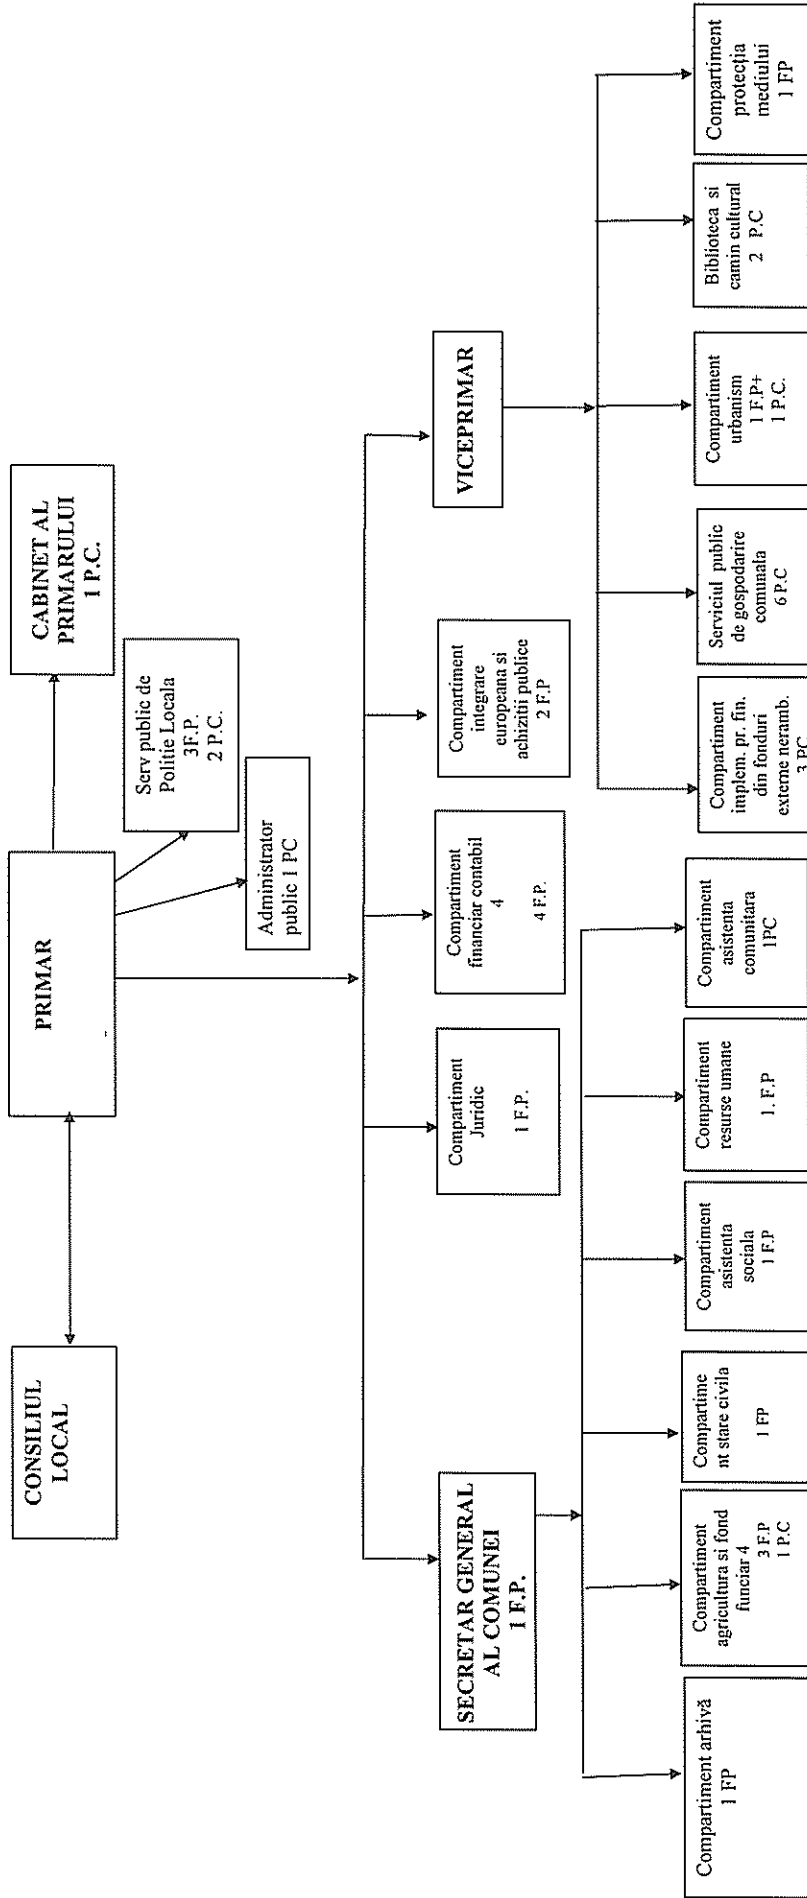 CONSILIUL
LOCAL
PRIMAR
CABINET AL
PRIMARULUI
1 P.C.
Serv public de
Politie Locala
3F.P.
2 P.C.
Administrator
public 1 PC
SECRETAR GENERAL
AL COMUNEI
1 F.P.
Compartiment
Juridic
1 F.P.
Compartiment
financiar contabil
4
4 F.P.
Compartiment
integrare
europeana si
achizitii publice
2 F.P
VICEPRIMAR
Compartiment arhivă
1 FP
Compartiment
agricultura si fond
funciar 4
3 F.P
1 P.C
Compartime
nt stare civila
1 FP
Compartiment
asistenta
sociala
1 F.P
Compartiment
resurse umane
1. F.P
Compartiment
asistenta
comunitara
1PC
Compartiment
implem. pr. fin.
din fonduri
externe neramb.
3 PC
Serviciul public
de gospodarire
comunala
6 P.C
Compartiment
urbanism
1 F.P+
1 P.C.
Biblioteca si
camin cultural
2 P.C
Compartiment
protecția
mediului
1 FP